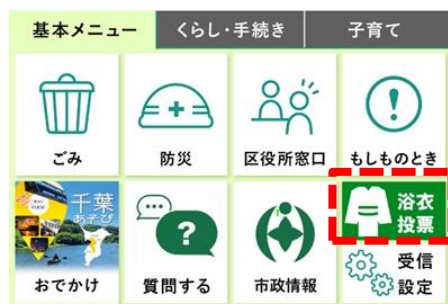 基本メニュー
くらし・手続き
子育て
ごみ
防災
区役所窓口
もしものとき
千葉
あそび
おでかけ
質問する
市政情報
浴衣
投票
受信
設定